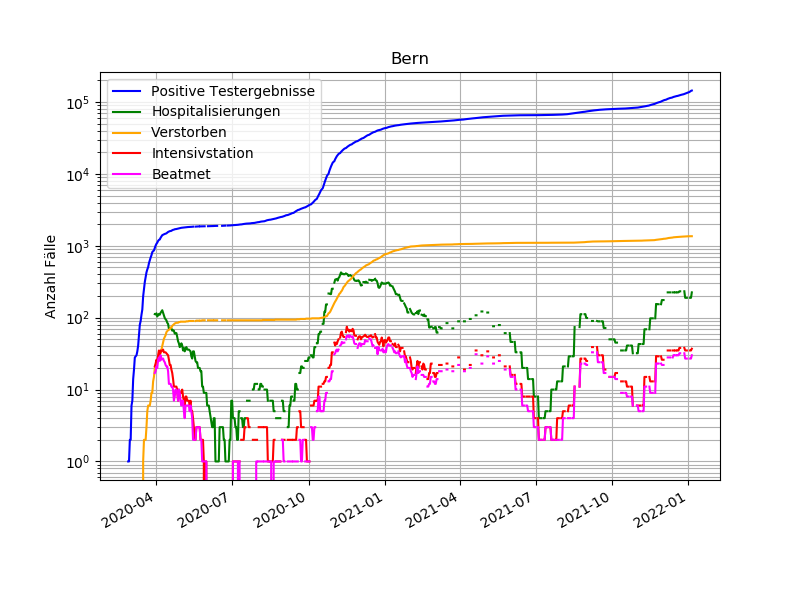 Bern
Anzahl Fälle
10^5
10^4
10^3
10^2
10^1
10^0
Positive Testergebnisse
Hospitalisierungen
Verstorben
Intensivstation
Beatmet
2020-04
2020-07
2020-10
2021-01
2021-04
2021-07
2021-10
2022-01